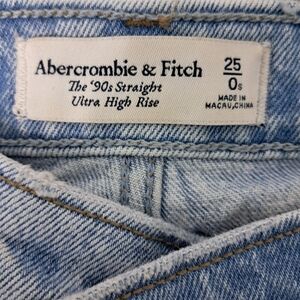 Abercrombie & Fitch
The '90s Straight
Ultra High Rise
25
0s
MADE IN
MACAU, CHINA